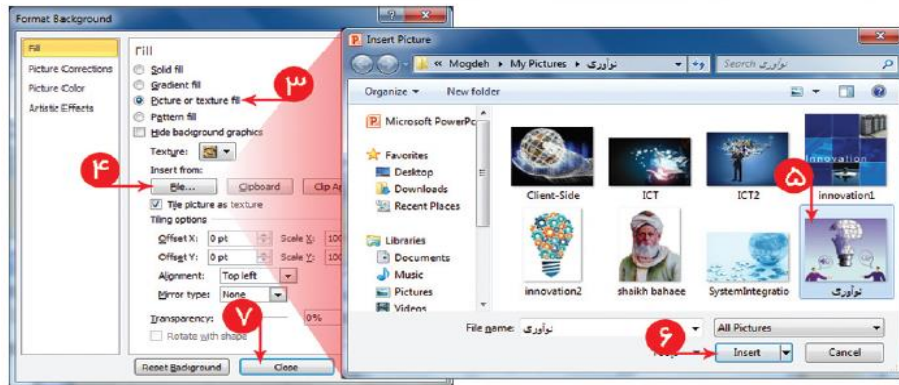 Format Background
Fill
Picture Corrections
Picture Color
Artistic Effects
Fill
Solid fill
Gradient fill
Picture or texture fill
۳
Pattern fill
Hide background graphics
Texture:
Insert from:
۴
File...
Clipboard
Clip A
Tile picture as texture
Tiling options
Offset X: 0 pt
Scale X: 100
Offset Y: 0 pt
Scale Y: 100
Alignment: Top left
Mirror type: None
Transparency: 0%
Rotate with shape
۷
Reset Background
Close
Insert Picture
« Mogdeh ▸ My Pictures ▸ نوآوری
Search نوآوری
Organize
New folder
Microsoft PowerPo
Favorites
Desktop
Downloads
Recent Places
Libraries
Documents
Music
Pictures
Videos
Innovation
۵
Client-Side
ICT
ICT2
innovation1
innovation2
shaikh bahaee
SystemIntegratio
نوآوری
File name: نوآوری
All Pictures
۶
Insert
Cancel